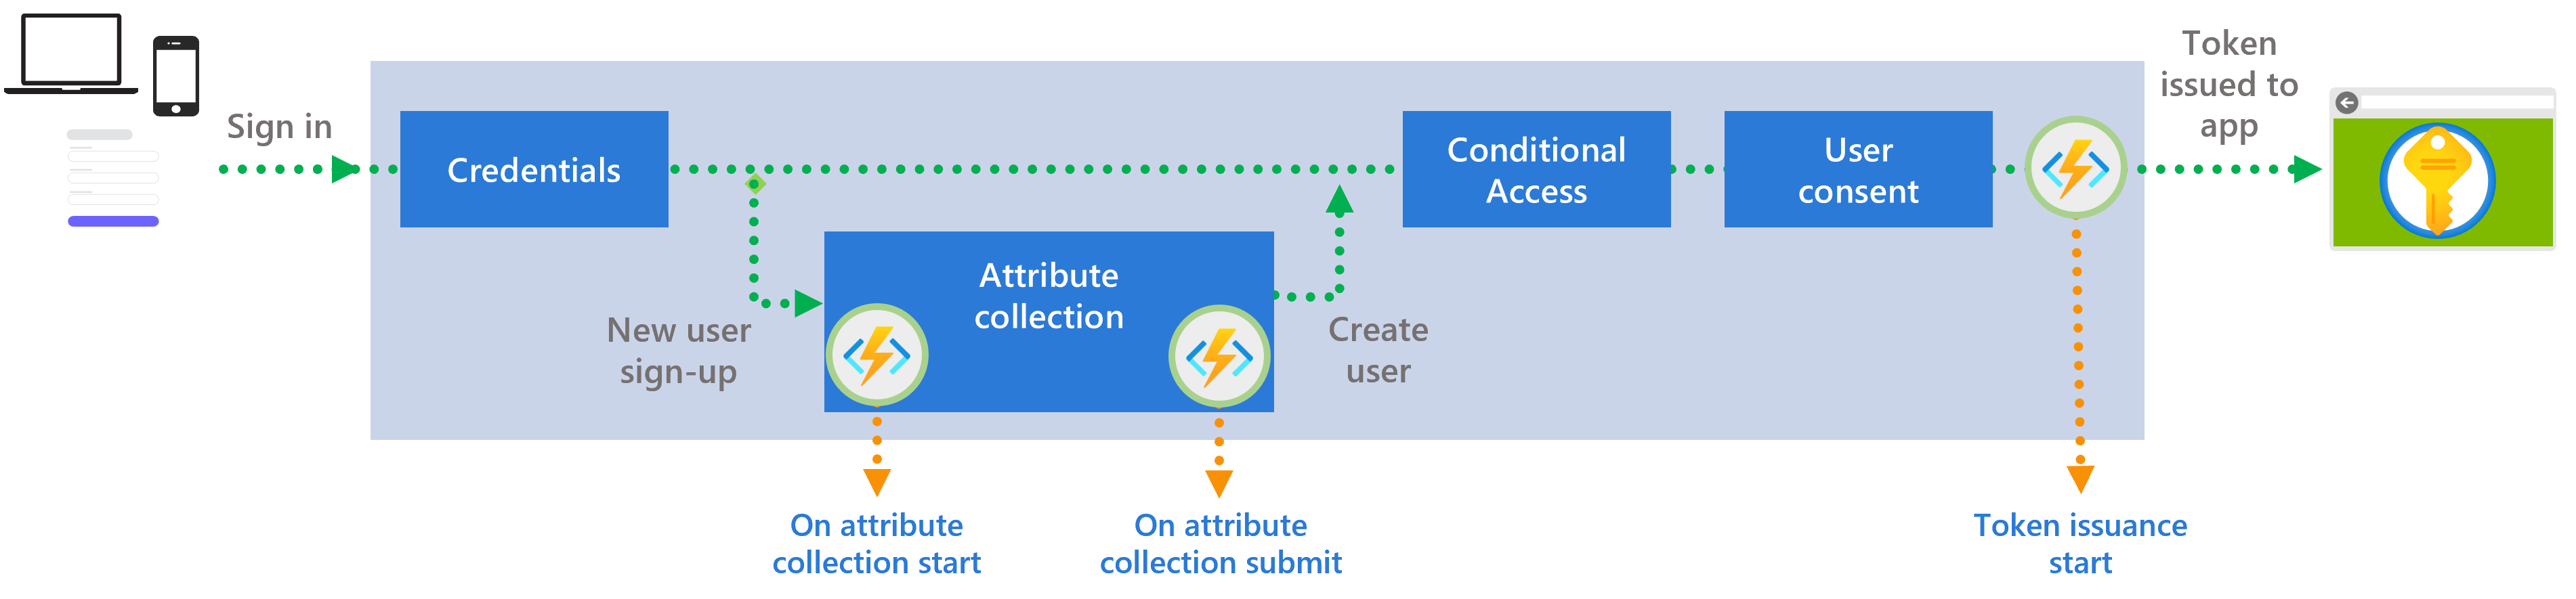 Sign in
Credentials
New user
sign-up
Attribute
collection
Create
user
Conditional
Access
User
consent
Token
issued to
app
On attribute
collection start
On attribute
collection submit
Token issuance
start